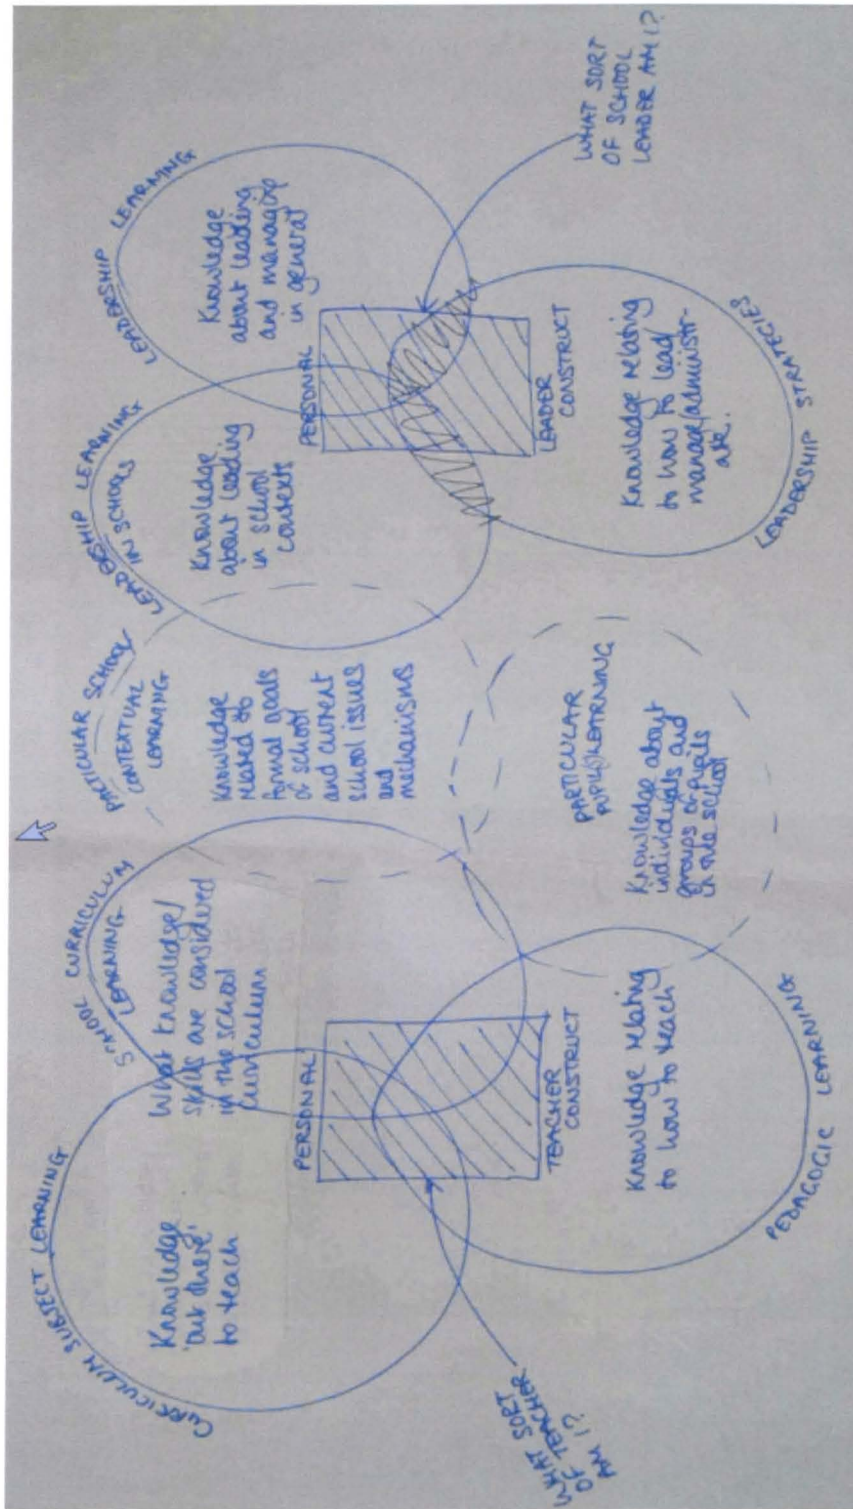 CURRICULUM SUBJECT LEARNING
Knowledge
'out there'
to teach
SCHOOL CURRICULUM
LEARNING
What knowledge/
skills are considered
in the school
curriculum
PERSONAL
TEACHER
CONSTRUCT
Knowledge relating
to how to teach
PEDAGOGIC LEARNING
WHAT SORT
OF TEACHER
AM I?
PARTICULAR SCHOOL
CONTEXTUAL
LEARNING
Knowledge
related to
formal goals
of school
and current
school issues
and
mechanisms
PARTICULAR
PUPIL(S) LEARNING
Knowledge about
individuals and
groups of pupils
in the school
LEADERSHIP LEARNING
IN SCHOOLS
Knowledge
about leading
in school
contexts
LEADERSHIP LEARNING
Knowledge
about leading
and managing
in general
PERSONAL
LEADER
CONSTRUCT
Knowledge relating
to how to lead
manage/administr-
ate.
LEADERSHIP STRATEGIES
WHAT SORT
OF SCHOOL
LEADER AM I?